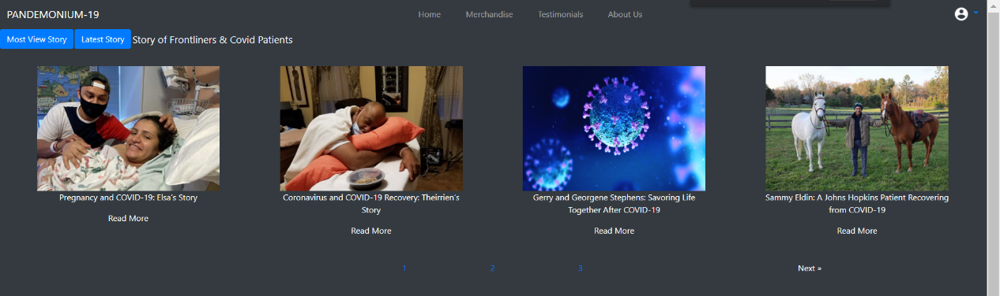 PANDEMONIUM-19
Home
Merchandise
Testimonials
About Us
Most View Story
Latest Story
Story of Frontliners & Covid Patients
Pregnancy and COVID-19: Elsa's Story
Read More
Coronavirus and COVID-19 Recovery: Theirrien's
Story
Read More
Gerry and Georgene Stephens: Savoring Life
Together After COVID-19
Read More
Sammy Eldin: A Johns Hopkins Patient Recovering
from COVID-19
Read More
1
2
3
Next »